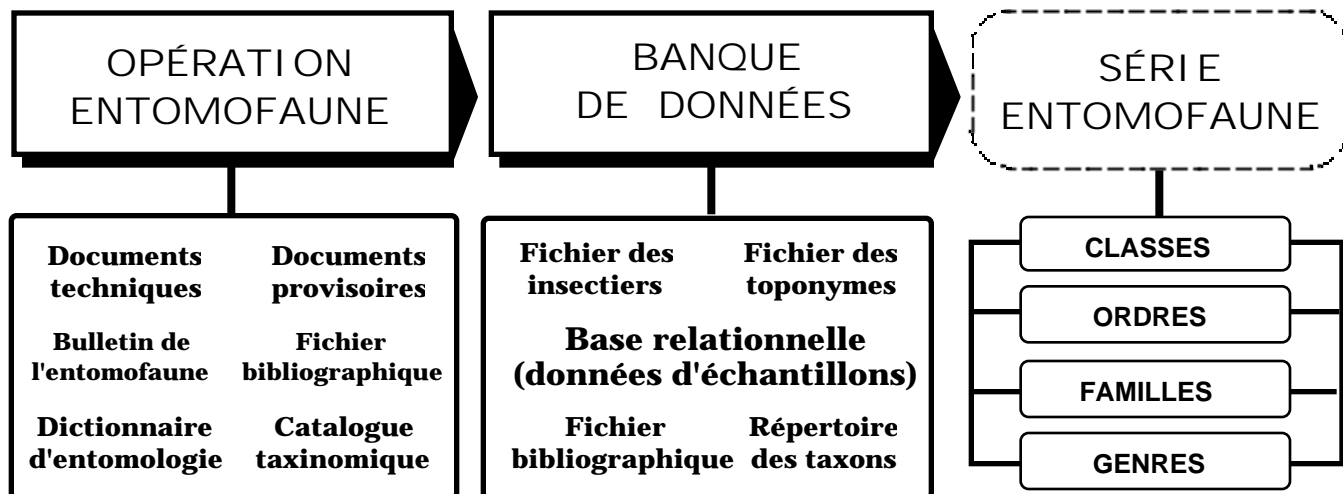 OPÉRATION
ENTOMOFAUNE
BANQUE
DE DONNÉES
SÉRIE
ENTOMOFAUNE
Documents
techniques
Documents
provisoires
Bulletin de
l'entomofaune
Fichier
bibliographique
Dictionnaire
d'entomologie
Catalogue
taxinomique
Fichier des
insectiers
Fichier des
toponymes
Base relationnelle
(données d'échantillons)
Fichier
bibliographique
Répertoire
des taxons
CLASSES
ORDRES
FAMILLES
GENRES